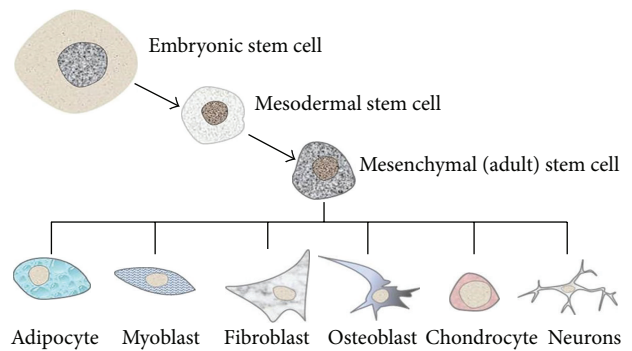 Embryonic stem cell
Mesodermal stem cell
Mesenchymal (adult) stem cell
Adipocyte Myoblast Fibroblast Osteoblast Chondrocyte Neurons